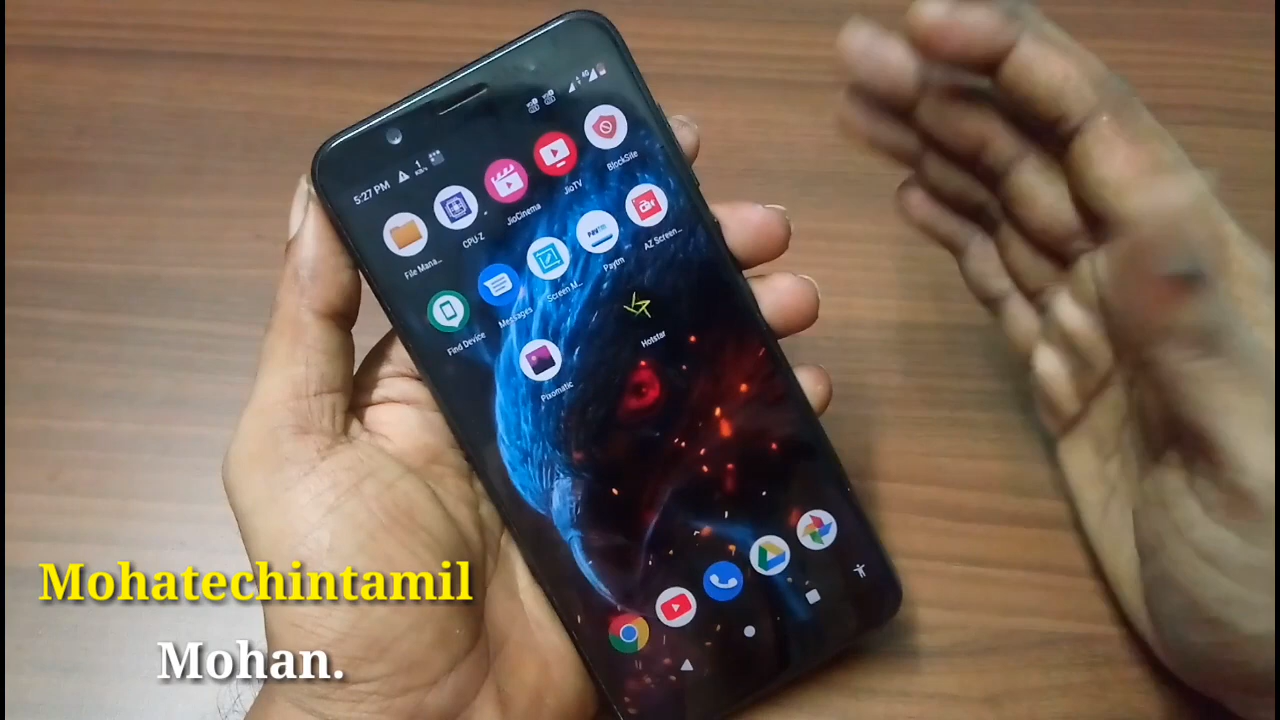 5:27 PM
File Mana...
CPU-Z
JioCinema
JioTV
BlockSite
Find Device
Messages
Screen M...
Paytm
AZ Screen...
Pixomatic
Hotstar
Mohatechintamil
Mohan.